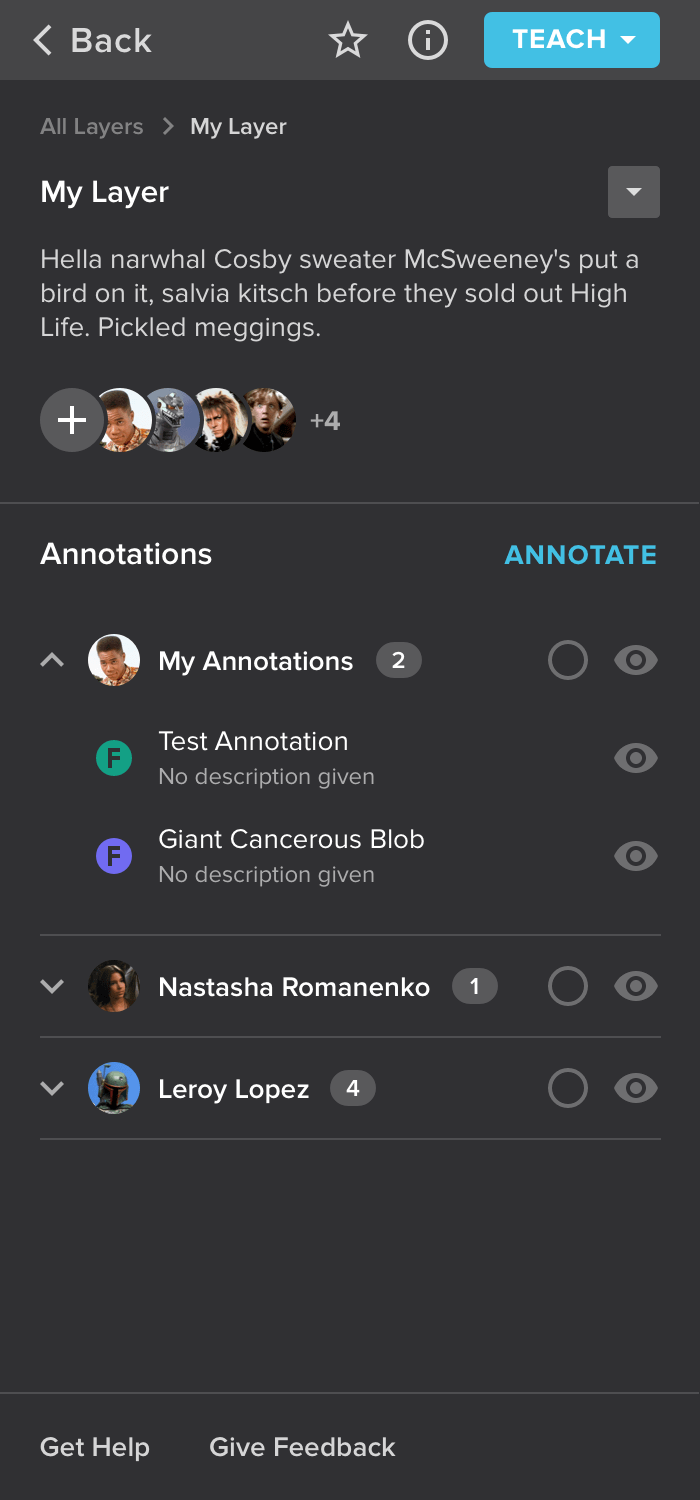 Back
TEACH
All Layers
My Layer
My Layer
Hella narwhal Cosby sweater McSweeney's put a
bird on it, salvia kitsch before they sold out High
Life. Pickled meggings.
+4
Annotations
ANNOTATE
My Annotations
2
F
Test Annotation
No description given
F
Giant Cancerous Blob
No description given
Nastasha Romanenko
1
Leroy Lopez
4
Get Help
Give Feedback